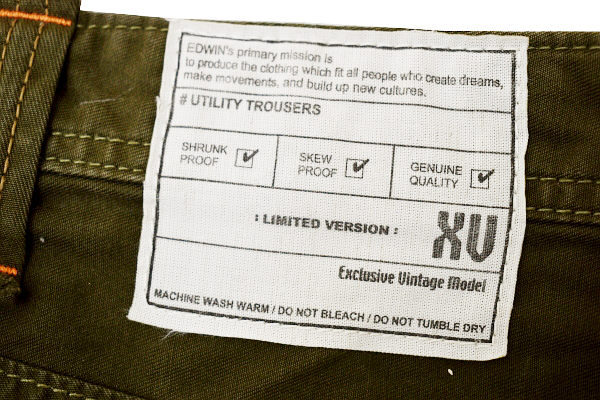 EDWIN's primary mission is
to produce the clothing which fit all people who create dreams,
make movements, and build up new cultures.
# UTILITY TROUSERS
SHRUNK
PROOF
SKEW
PROOF
GENUINE
QUALITY
: LIMITED VERSION :
XV
Exclusive Vintage Model
MACHINE WASH WARM / DO NOT BLEACH / DO NOT TUMBLE DRY